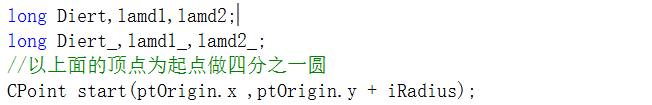 long Diert,lamd1,lamd2;
long Diert_,lamd1_,lamd2_;
//以上面的顶点为起点做四分之一圆
CPoint start(ptOrigin.x ,ptOrigin.y + iRadius);